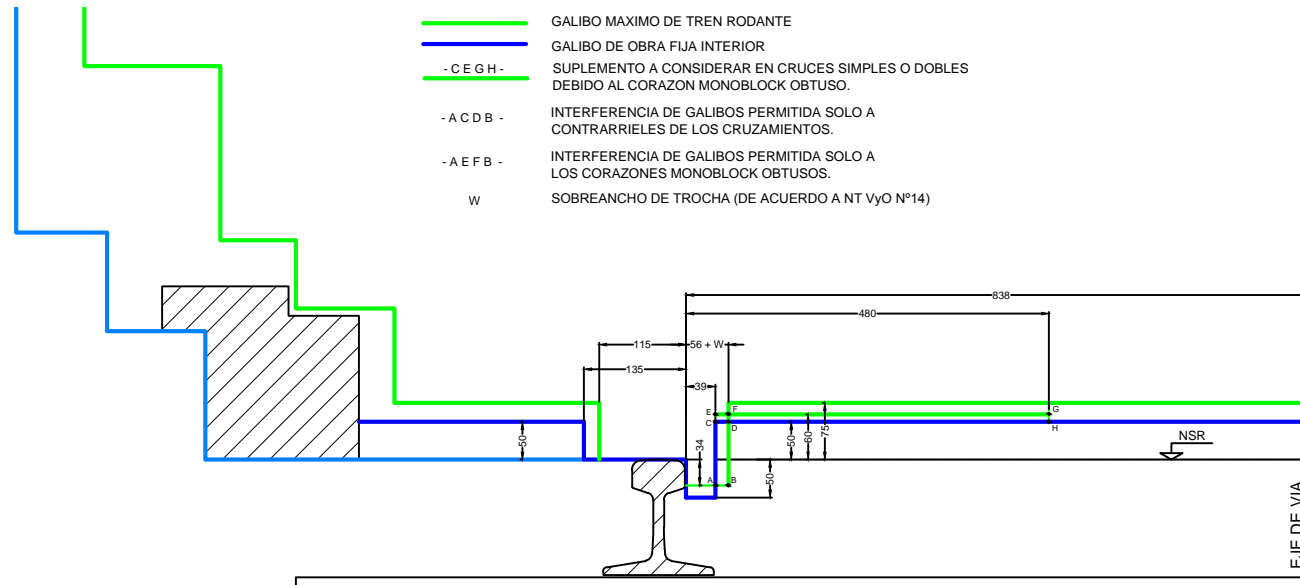 GALIBO MAXIMO DE TREN RODANTE
GALIBO DE OBRA FIJA INTERIOR
- C E G H -
SUPLEMENTO A CONSIDERAR EN CRUCES SIMPLES O DOBLES
DEBIDO AL CORAZON MONOBLOCK OBTUSO.
- A C D B -
INTERFERENCIA DE GALIBOS PERMITIDA SOLO A
CONTRARRIELES DE LOS CRUZAMIENTOS.
- A E F B -
INTERFERENCIA DE GALIBOS PERMITIDA SOLO A
LOS CORAZONES MONOBLOCK OBTUSOS.
W
SOBREANCHO DE TROCHA (DE ACUERDO A NT VyO Nº14)
838
480
115
56 + W
135
39
E
F
G
C
D
H
50
34
50
60
75
NSR
A
B
50
EJE DE VIA